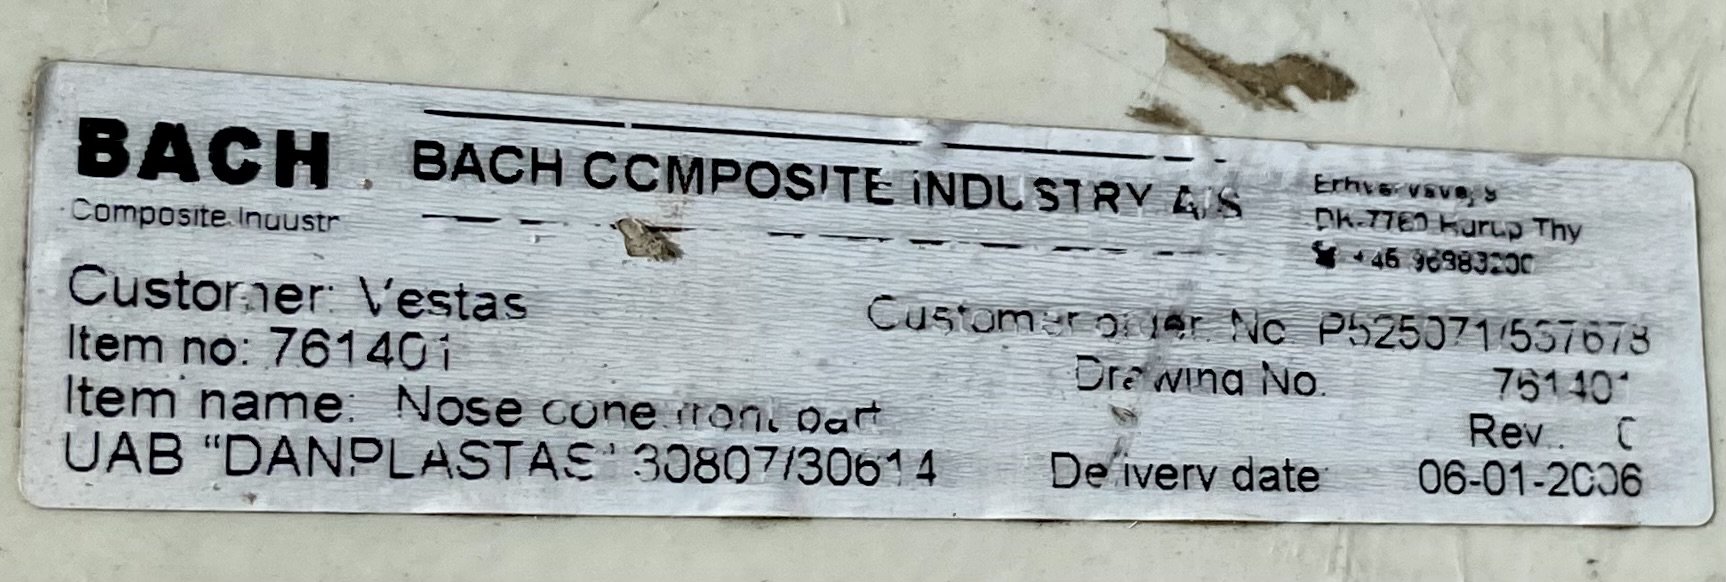 BACH
Composite Industr
BACH COMPOSITE INDUSTRY A/S
DK-7760 Hurup Thy
+45 96983200
Customer: Vestas
Item no: 761401
Item name: Nose cone front part
UAB "DANPLASTAS" 30807/30614
Customer order No P525071/557678
Drawing No. 761401
Rev. C
Delivery date 06-01-2006